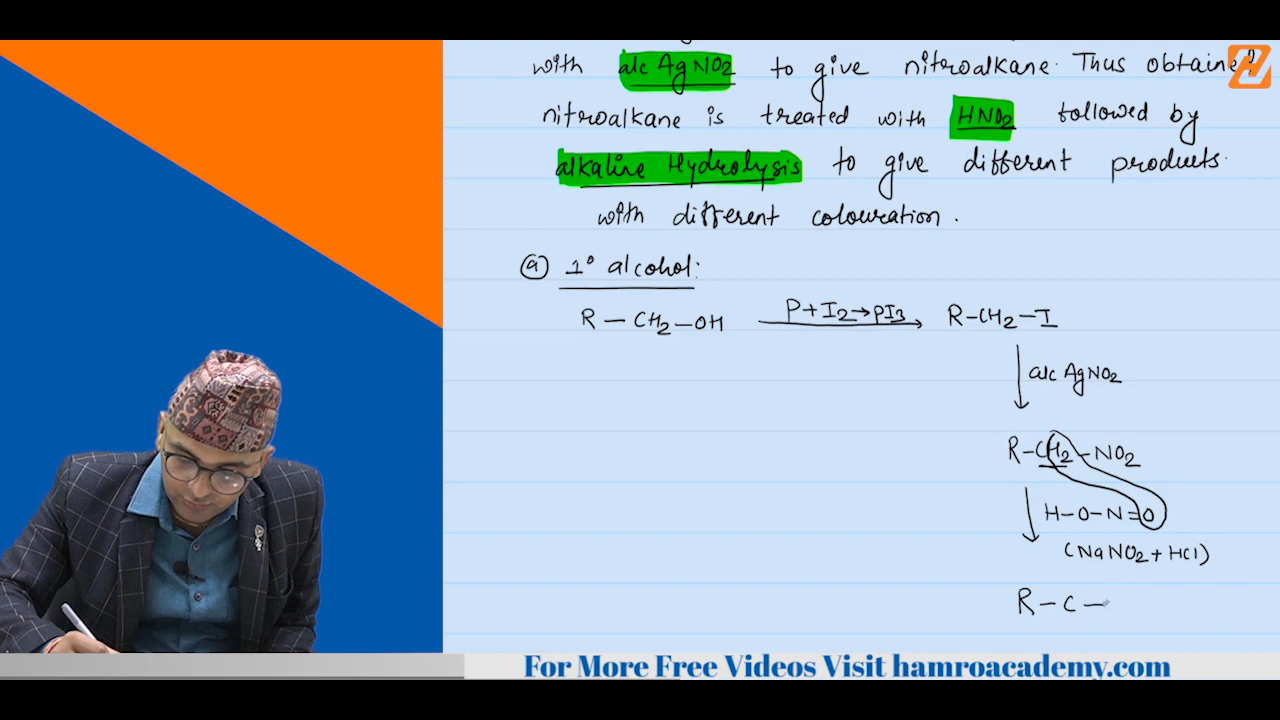 with alc AgNO2 to give nitroalkane. Thus obtained
nitroalkane is treated with HNO2 followed by
alkaline Hydrolysis to give different products.
with different colouration.
(a) 1° alcohol:
R-CH2-OH P+I2→PI3 R-CH2-I
alc AgNO2
R-CH2-NO2
H-O-N=O
(NaNO2+HCl)
R-C-
For More Free Videos Visit hamroacademy.com